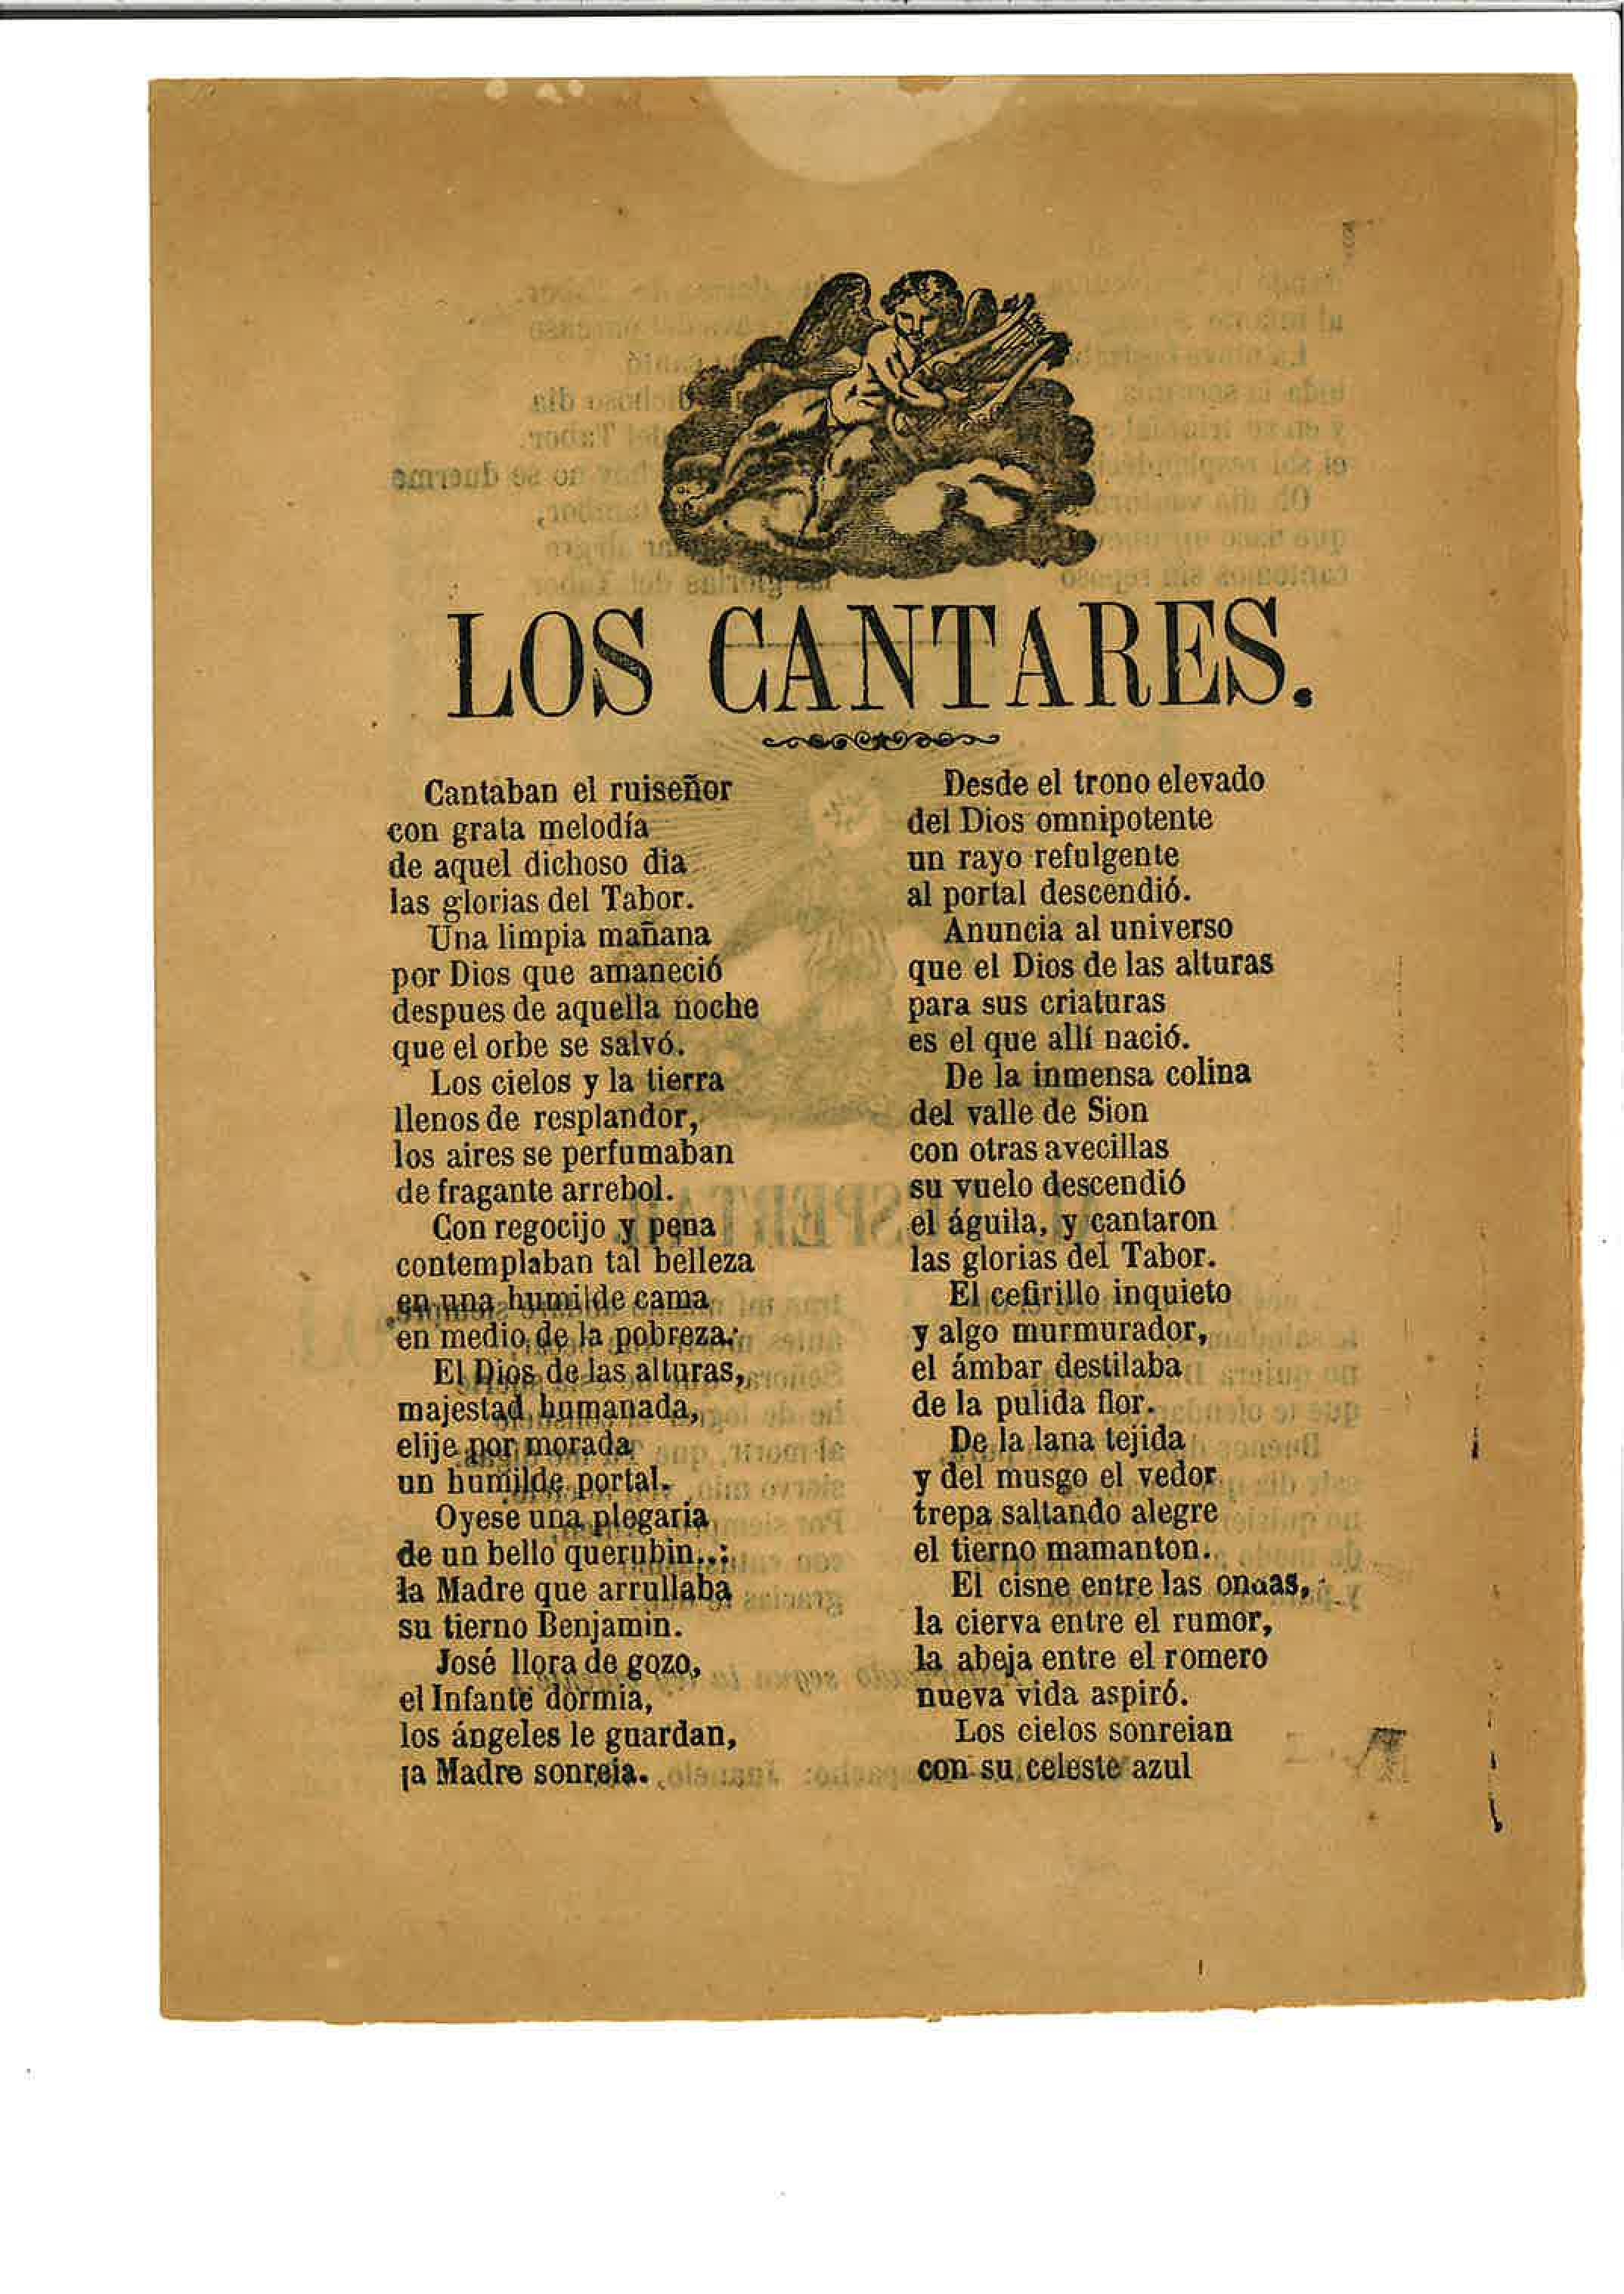 LOS CANTARES.
Cantaban el ruiseñor
con grata melodía
de aquel dichoso dia
las glorias del Tabor.
Una limpia mañana
por Dios que amaneció
despues de aquella noche
que el orbe se salvó.
Los cielos y la tierra
llenos de resplandor,
los aires se perfumaban
de fragante arrebol.
Con regocijo y pena
contemplaban tal belleza
en una humilde cama
en medio de la pobreza.
El Dios de las alturas,
majestad humanada,
elije por morada
un humilde portal.
Oyese una plegaria
de un bello querubin..:
la Madre que arrullaba
su tierno Benjamin.
José llora de gozo,
el Infante dormia,
los ángeles le guardan,
la Madre sonreia.
Desde el trono elevado
del Dios omnipotente
un rayo refulgente
al portal descendió.
Anuncia al universo
que el Dios de las alturas
para sus criaturas
es el que allí nació.
De la inmensa colina
del valle de Sion
con otras avecillas
su vuelo descendió
el águila, y cantaron
las glorias del Tabor.
El cefirillo inquieto
y algo murmurador,
el ámbar destilaba
de la pulida flor.
De la lana tejida
y del musgo el vedor
trepa saltando alegre
el tierno mamanton.
El cisne entre las ondas,
la cierva entre el rumor,
la abeja entre el romero
nueva vida aspiró.
Los cielos sonreian
con su celeste azul